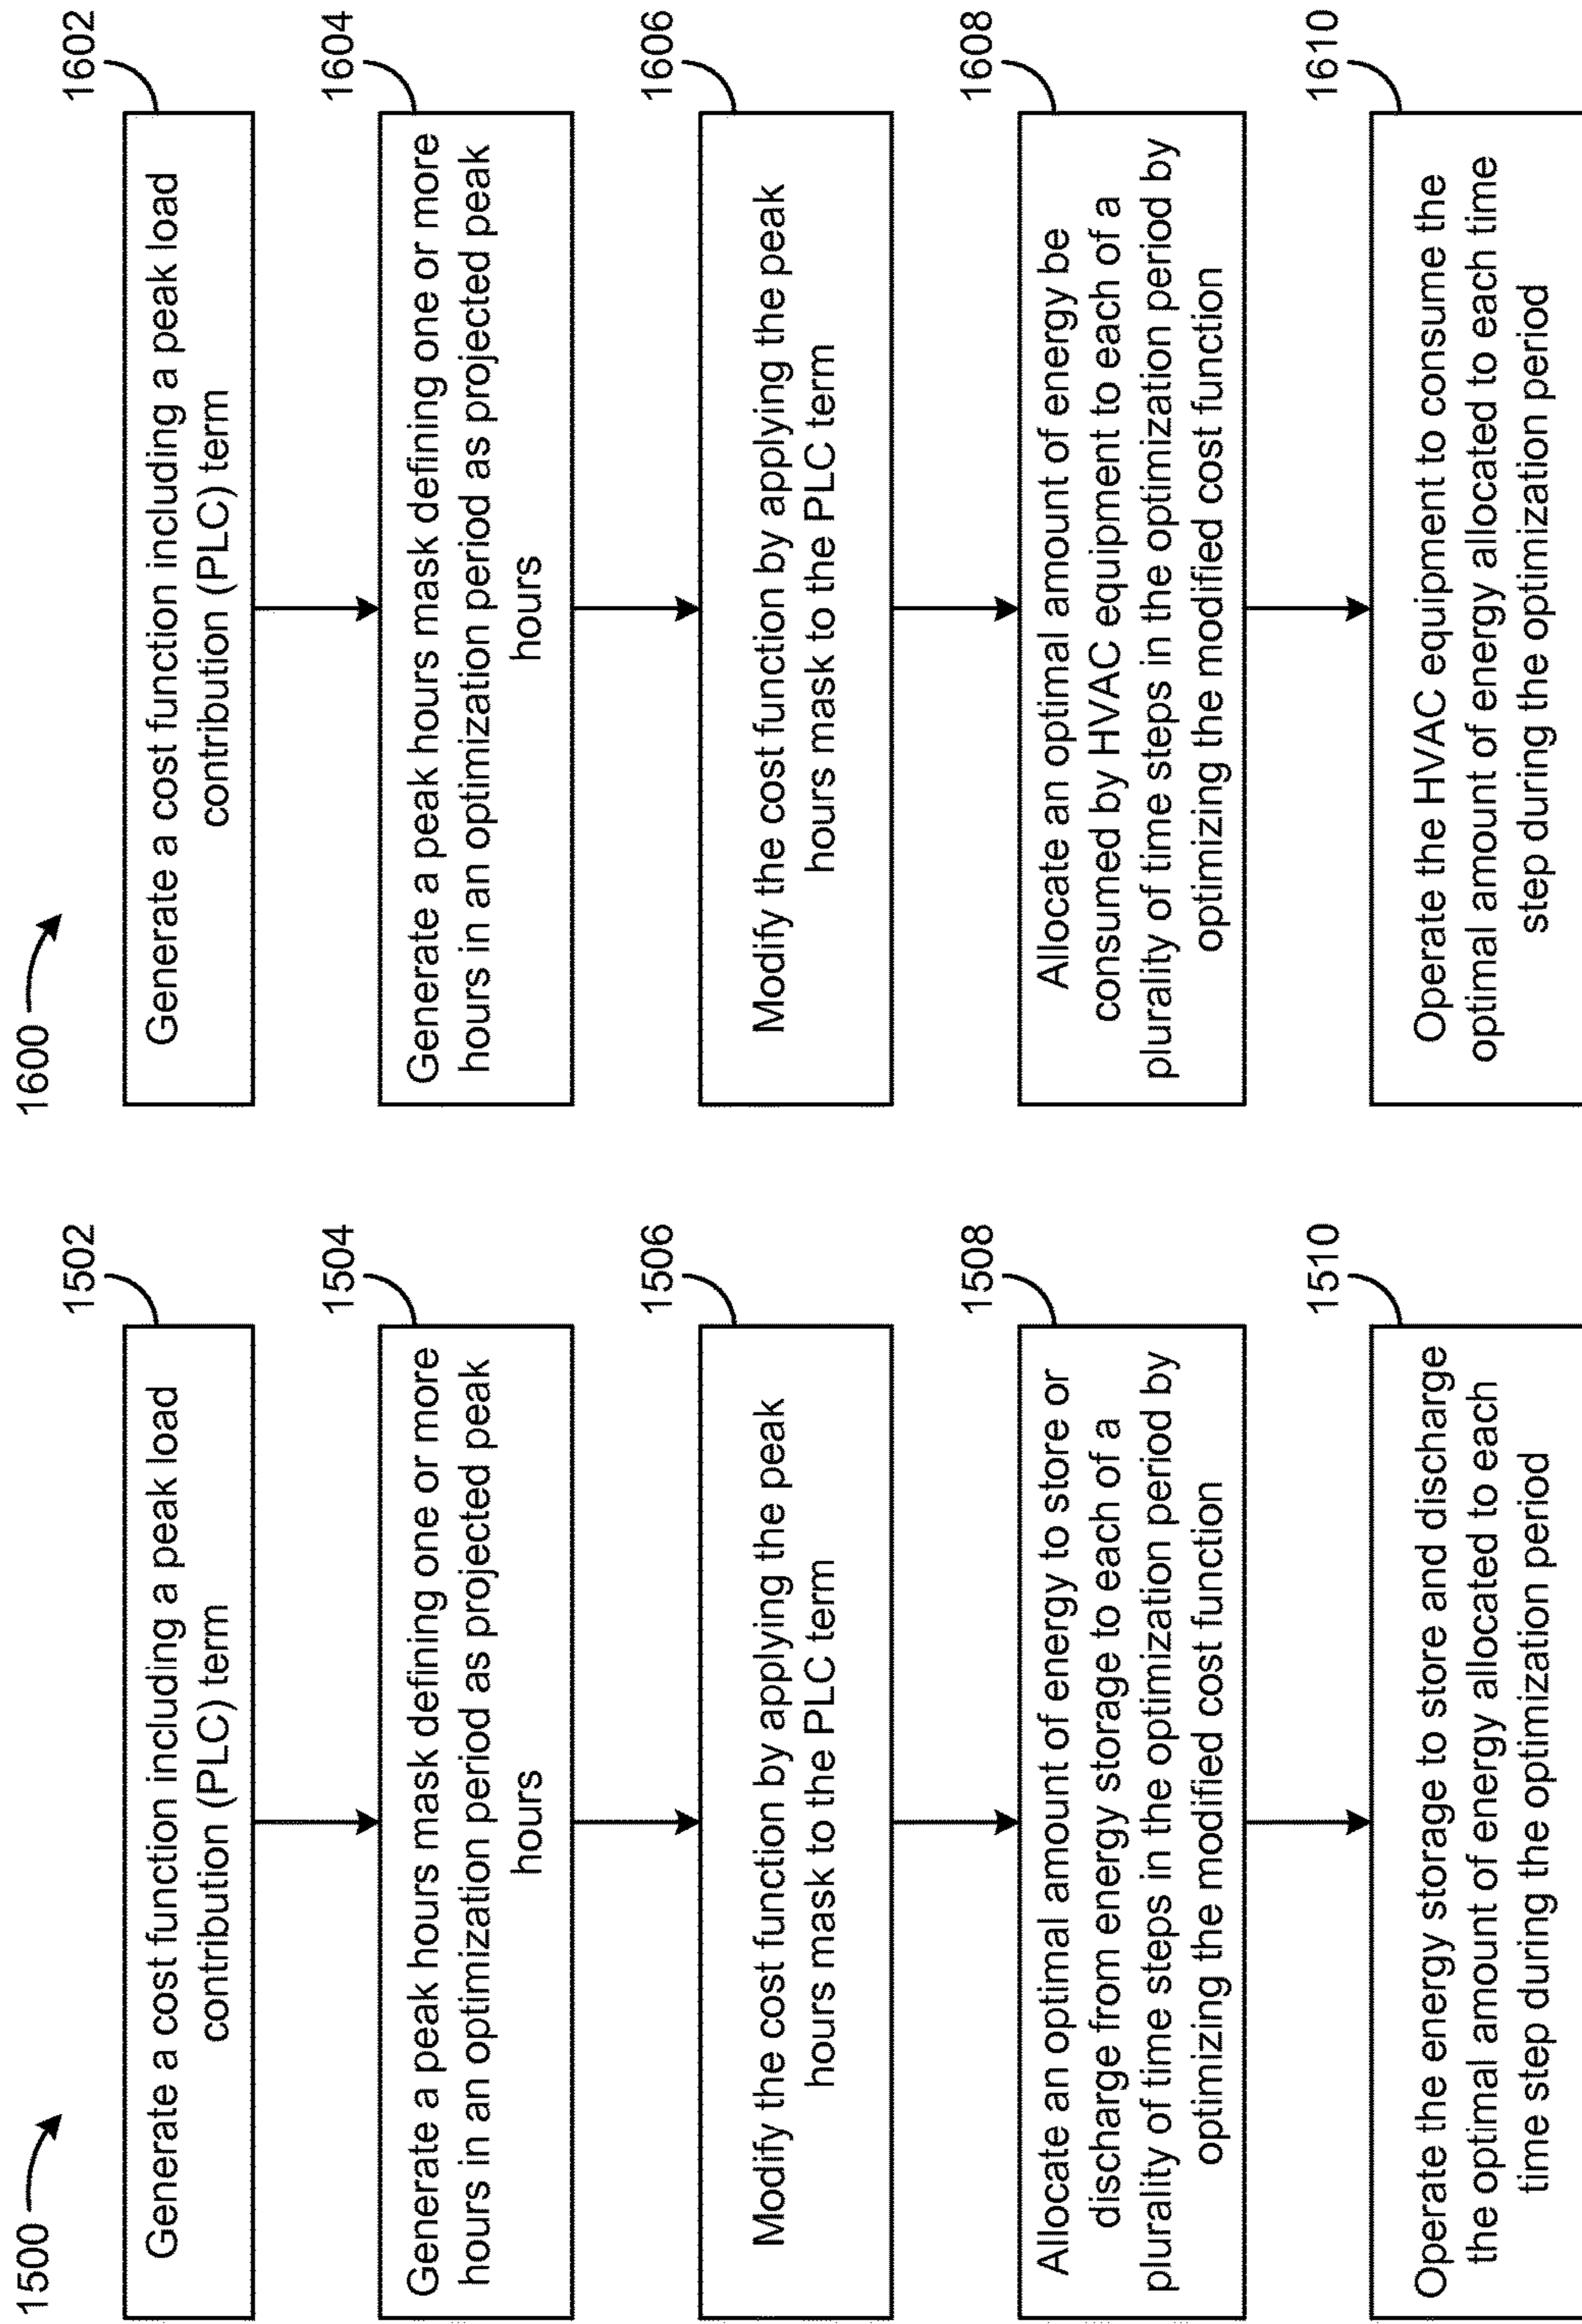 1500
1502
Generate a cost function including a peak load
contribution (PLC) term
1504
Generate a peak hours mask defining one or more
hours in an optimization period as projected peak
hours
1506
Modify the cost function by applying the peak
hours mask to the PLC term
1508
Allocate an optimal amount of energy to store or
discharge from energy storage to each of a
plurality of time steps in the optimization period by
optimizing the modified cost function
1510
Operate the energy storage to store and discharge
the optimal amount of energy allocated to each
time step during the optimization period
1600
1602
Generate a cost function including a peak load
contribution (PLC) term
1604
Generate a peak hours mask defining one or more
hours in an optimization period as projected peak
hours
1606
Modify the cost function by applying the peak
hours mask to the PLC term
1608
Allocate an optimal amount of energy be
consumed by HVAC equipment to each of a
plurality of time steps in the optimization period by
optimizing the modified cost function
1610
Operate the HVAC equipment to consume the
optimal amount of energy allocated to each time
step during the optimization period